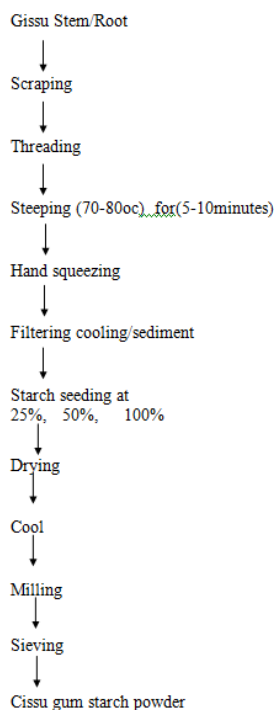 Gissu Stem/Root
Scraping
Threading
Steeping (70-80oc) for(5-10minutes)
Hand squeezing
Filtering cooling/sediment
Starch seeding at
25%, 50%, 100%
Drying
Cool
Milling
Sieving
Cissu gum starch powder